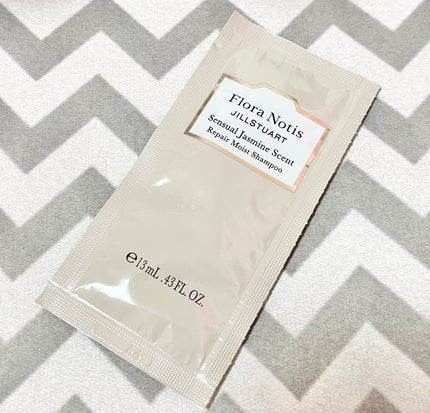 Flora Notis
JILLSTUART
Sensual Jasmine Scent
Repair Moist Shampoo
℮13mL .43FL.OZ.